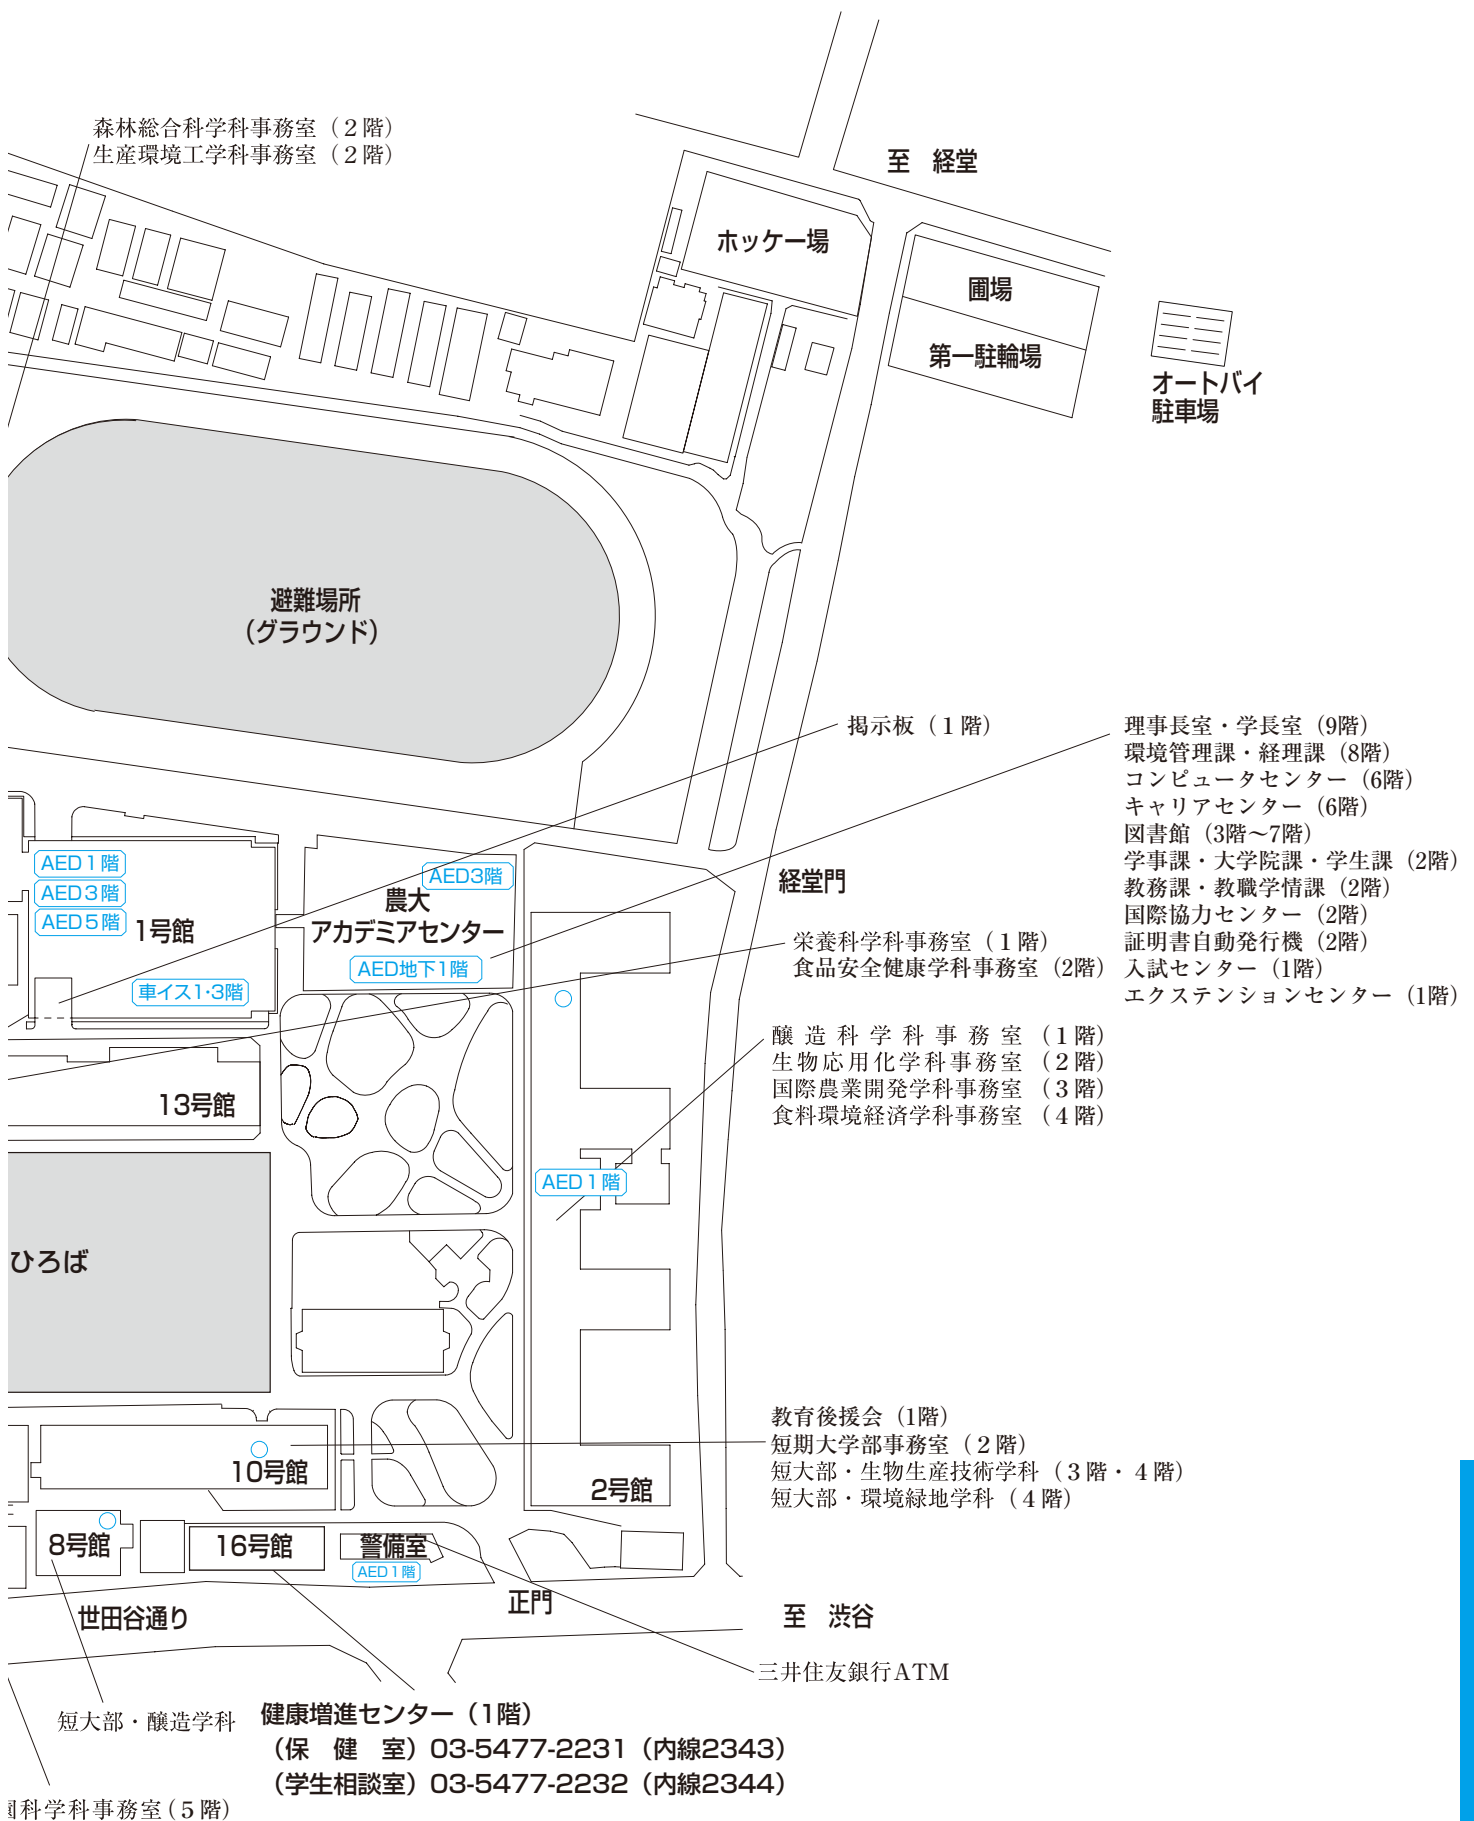 森林総合科学科事務室（２階）
生産環境工学科事務室（２階）
至　経堂
ホッケー場
圃場
第一駐輪場
オートバイ
駐車場
避難場所
（グラウンド）
掲示板（１階）
理事長室・学長室（9階）
環境管理課・経理課（8階）
コンピュータセンター（6階）
キャリアセンター（6階）
図書館（3階～7階）
学事課・大学院課・学生課（2階）
教務課・教職学情課（2階）
国際協力センター（2階）
証明書自動発行機（2階）
入試センター（1階）
エクステンションセンター（1階）
AED１階
AED３階
AED５階
1号館
車イス1･3階
AED3階
農大
アカデミアセンター
AED地下1階
経堂門
栄養科学科事務室（１階）
食品安全健康学科事務室（2階）
醸造科学科事務室（１階）
生物応用化学科事務室（２階）
国際農業開発学科事務室（３階）
食料環境経済学科事務室（４階）
13号館
AED１階
ひろば
教育後援会（1階）
短期大学部事務室（２階）
短大部・生物生産技術学科（３階・４階）
短大部・環境緑地学科（４階）
10号館
2号館
8号館
16号館
警備室
AED１階
正門
世田谷通り
至　渋谷
三井住友銀行ATM
短大部・醸造学科
健康増進センター（1階）
（保　健　室）03-5477-2231（内線2343）
（学生相談室）03-5477-2232（内線2344）
科学科事務室（５階）